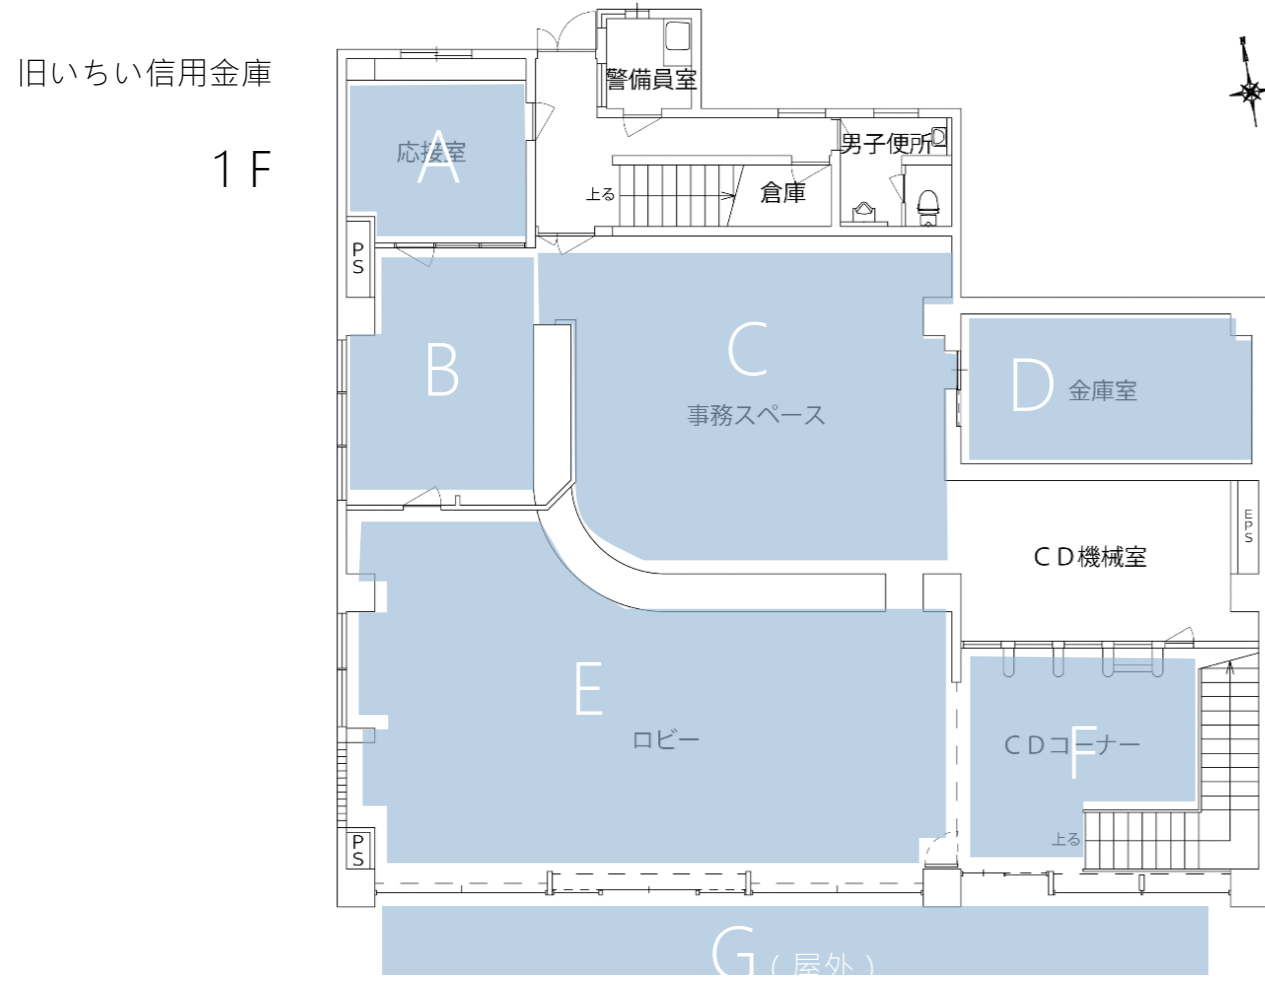 旧いちい信用金庫
1F
N
警備員室
A
応接室
男子便所
上る
倉庫
PS
B
C
事務スペース
D
金庫室
EPS
CD機械室
E
ロビー
F
CDコーナー
上る
PS
G(屋外)